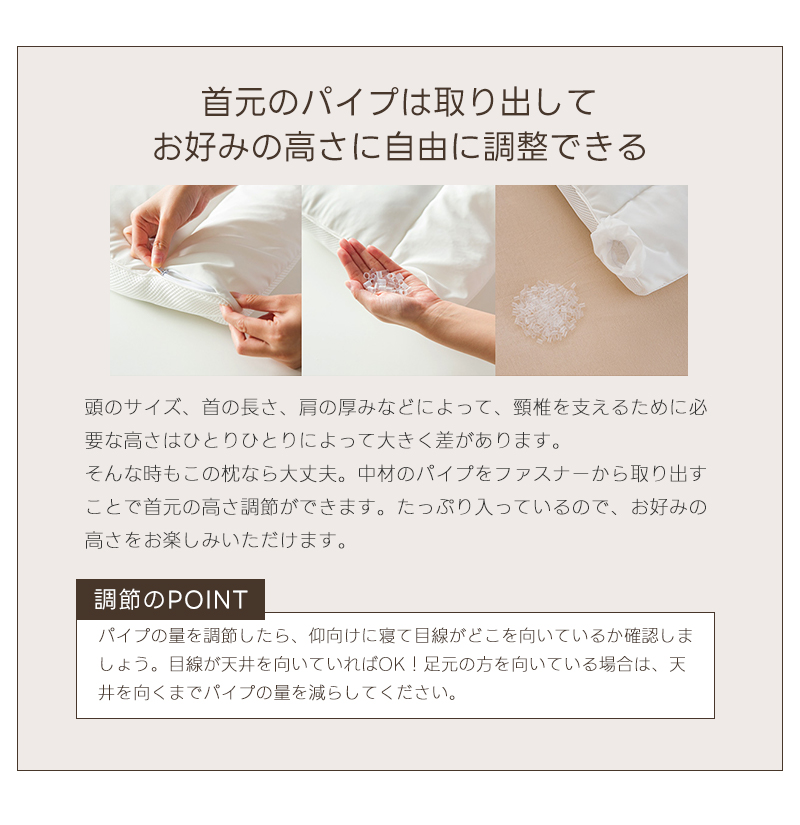 首元のパイプは取り出して
お好みの高さに自由に調整できる
頭のサイズ、首の長さ、肩の厚みなどによって、頸椎を支えるために必
要な高さはひとりひとりによって大きく差があります。
そんな時もこの枕なら大丈夫。中材のパイプをファスナーから取り出す
ことで首元の高さ調節ができます。たっぷり入っているので、お好みの
高さをお楽しみいただけます。
調節のPOINT
パイプの量を調節したら、仰向けに寝て目線がどこを向いているか確認しま
しょう。目線が天井を向いていればOK！足元の方を向いている場合は、天
井を向くまでパイプの量を減らしてください。